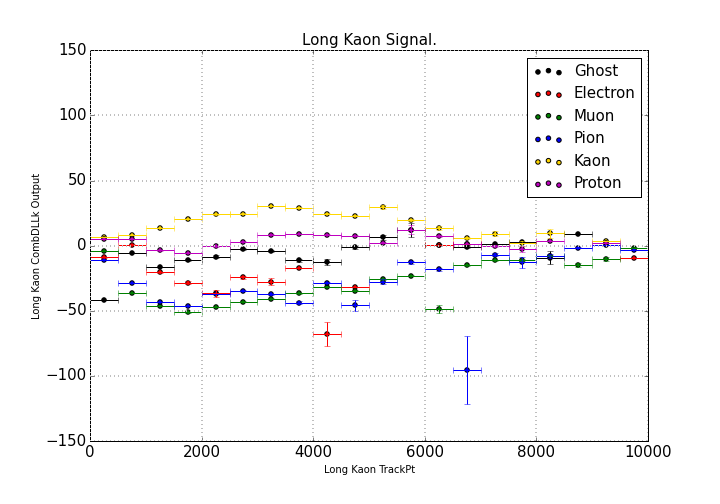 Long Kaon Signal.
150
100
50
0
−50
−100
−150
Long Kaon CombDLLk Output
Ghost
Electron
Muon
Pion
Kaon
Proton
0 2000 4000 6000 8000 10000
Long Kaon TrackPt